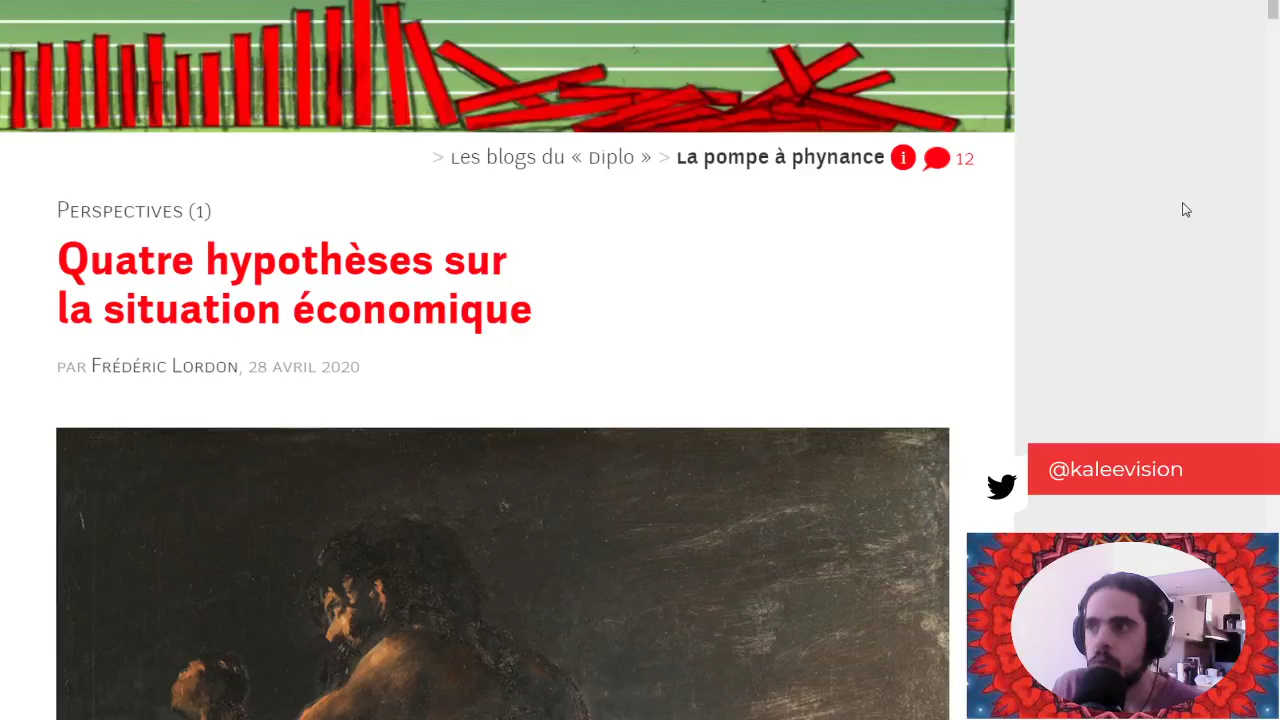 > Les blogs du « Diplo » > La pompe à phynance i 12
Perspectives (1)
Quatre hypothèses sur
la situation économique
par Frédéric Lordon, 28 avril 2020
@kaleevision